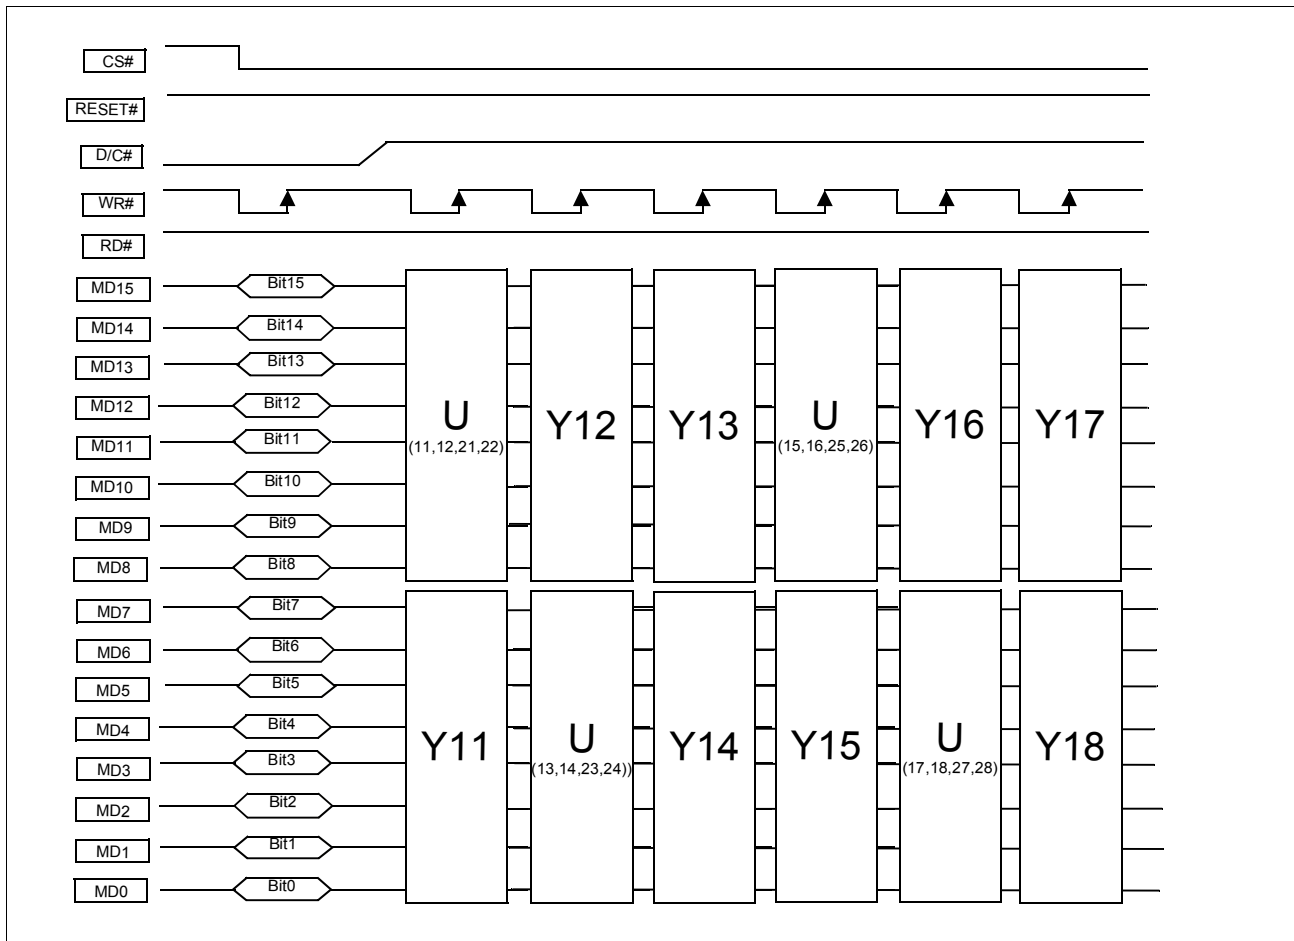 CS#
RESET#
D/C#
WR#
RD#
MD15 Bit15
MD14 Bit14
MD13 Bit13
MD12 Bit12
MD11 Bit11
MD10 Bit10
MD9 Bit9
MD8 Bit8
U Y12 Y13 U Y16 Y17
(11,12,21,22) (15,16,25,26)
MD7 Bit7
MD6 Bit6
MD5 Bit5
MD4 Bit4
MD3 Bit3
MD2 Bit2
MD1 Bit1
MD0 Bit0
Y11 U Y14 Y15 U Y18
(13,14,23,24)) (17,18,27,28)